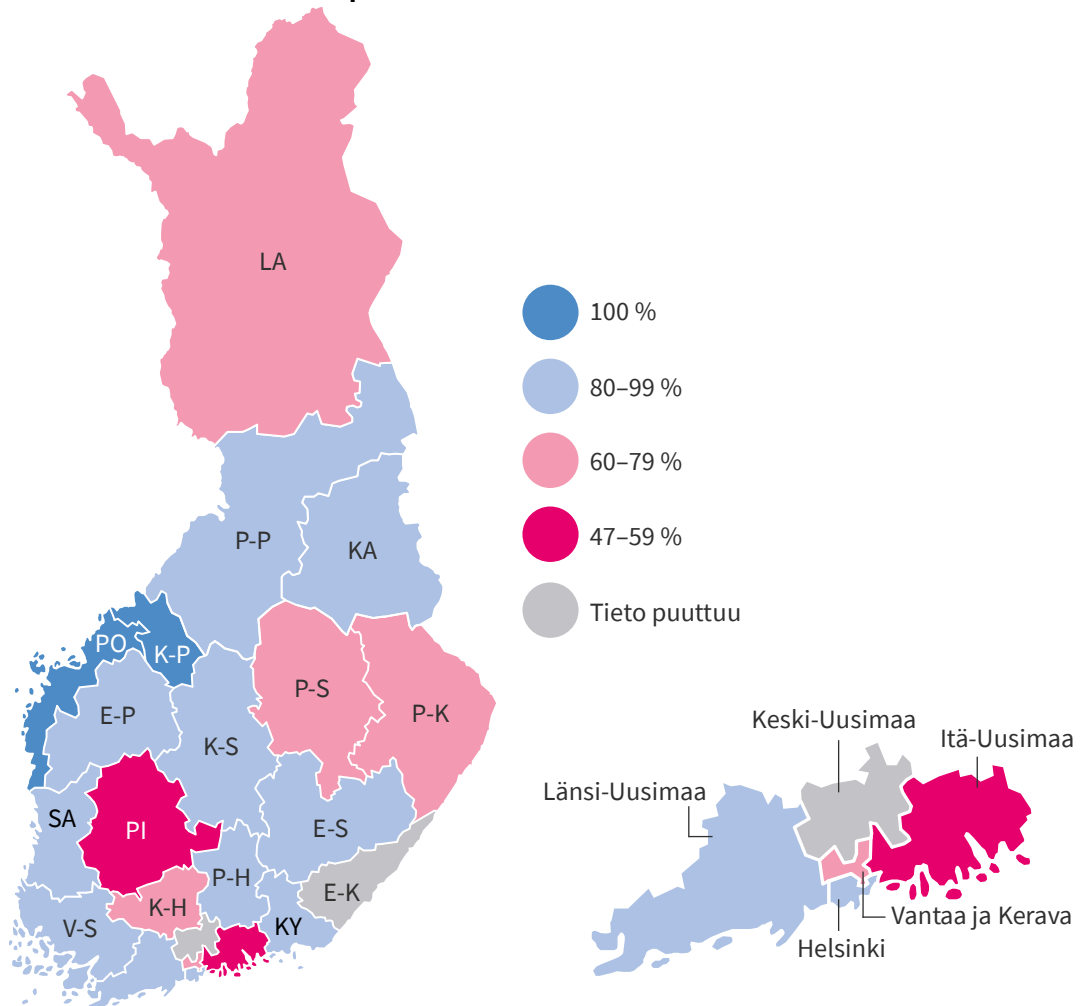 LA
100 %
80–99 %
60–79 %
47–59 %
Tieto puuttuu
P-P
KA
PO
K-P
P-S
P-K
E-P
K-S
SA
PI
E-S
P-H
E-K
K-H
V-S
KY
Keski-Uusimaa
Itä-Uusimaa
Länsi-Uusimaa
Vantaa ja Kerava
Helsinki